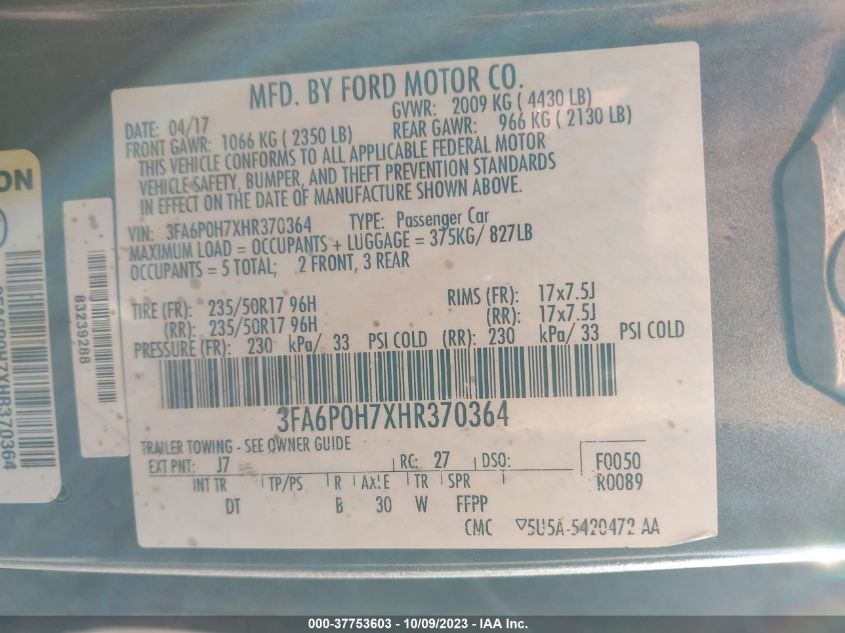 MFD. BY FORD MOTOR CO.
DATE: 04/17 GVWR: 2009 KG ( 4430 LB)
FRONT GAWR: 1066 KG ( 2350 LB) REAR GAWR: 966 KG ( 2130 LB)
THIS VEHICLE CONFORMS TO ALL APPLICABLE FEDERAL MOTOR
VEHICLE SAFETY, BUMPER, AND THEFT PREVENTION STANDARDS
IN EFFECT ON THE DATE OF MANUFACTURE SHOWN ABOVE.
VIN: 3FA6P0H7XHR370364 TYPE: Passenger Car
MAXIMUM LOAD = OCCUPANTS + LUGGAGE = 375KG/ 827LB
OCCUPANTS = 5 TOTAL; 2 FRONT, 3 REAR
TIRE (FR): 235/50R17 96H RIMS (FR): 17x7.5J
(RR): 235/50R17 96H (RR): 17x7.5J
PRESSURE (FR): 230 kPa/ 33 PSI COLD (RR): 230 kPa/ 33 PSI COLD
3FA6P0H7XHR370364
TRAILER TOWING - SEE OWNER GUIDE
EXT PNT: J7 RC: 27 DSO: F0050
INT TR TP/PS R AXLE TR SPR R0089
DT B 30 W FFPP
CMC ▽5U5A-5420472 AA
83239288
ON
3FA6P0H7XHR370364
000-37753603 - 10/09/2023 - IAA Inc.